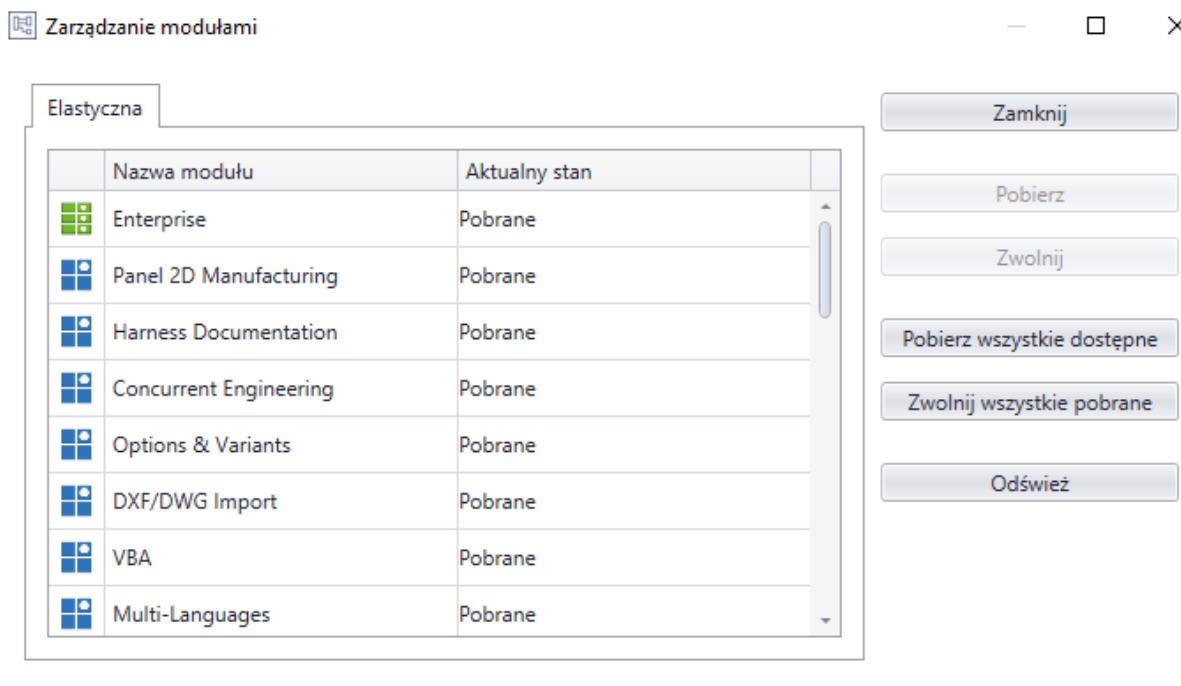 Zarządzanie modułami
Elastyczna
Nazwa modułu Aktualny stan
Enterprise Pobrane
Panel 2D Manufacturing Pobrane
Harness Documentation Pobrane
Concurrent Engineering Pobrane
Options & Variants Pobrane
DXF/DWG Import Pobrane
VBA Pobrane
Multi-Languages Pobrane
Zamknij
Pobierz
Zwolnij
Pobierz wszystkie dostępne
Zwolnij wszystkie pobrane
Odśwież